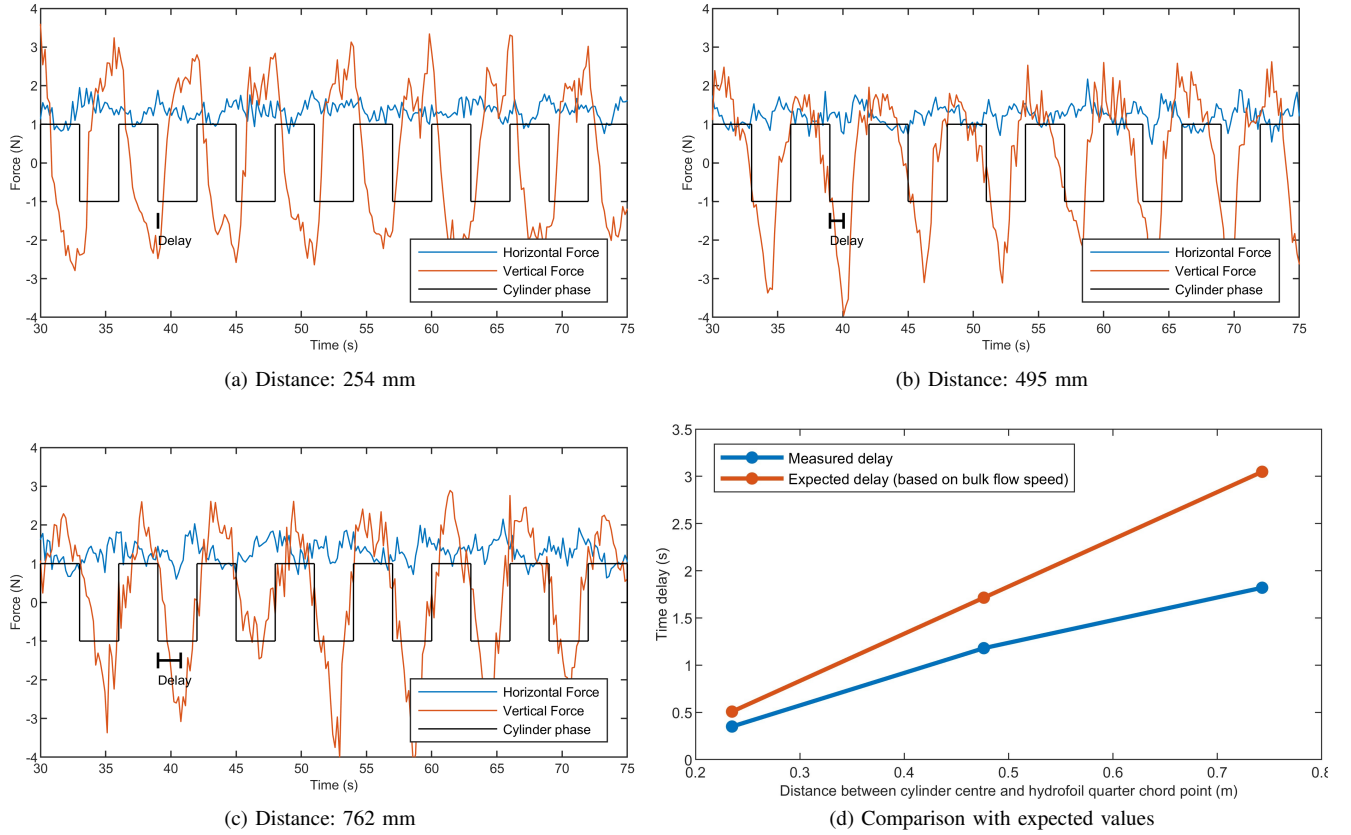 4
3
2
1
0
-1
-2
-3
-4
Force (N)
Delay
Horizontal Force
Vertical Force
Cylinder phase
30 35 40 45 50 55 60 65 70 75
Time (s)
(a) Distance: 254 mm
4
3
2
1
0
-1
-2
-3
-4
Force (N)
Delay
Horizontal Force
Vertical Force
Cylinder phase
30 35 40 45 50 55 60 65 70 75
Time (s)
(b) Distance: 495 mm
4
3
2
1
0
-1
-2
-3
-4
Force (N)
Delay
Horizontal Force
Vertical Force
Cylinder phase
30 35 40 45 50 55 60 65 70 75
Time (s)
(c) Distance: 762 mm
3.5
3
2.5
2
1.5
1
0.5
0
Time delay (s)
Measured delay
Expected delay (based on bulk flow speed)
0.2 0.3 0.4 0.5 0.6 0.7
Distance between cylinder centre and hydrofoil quarter chord point (m)
(d) Comparison with expected values